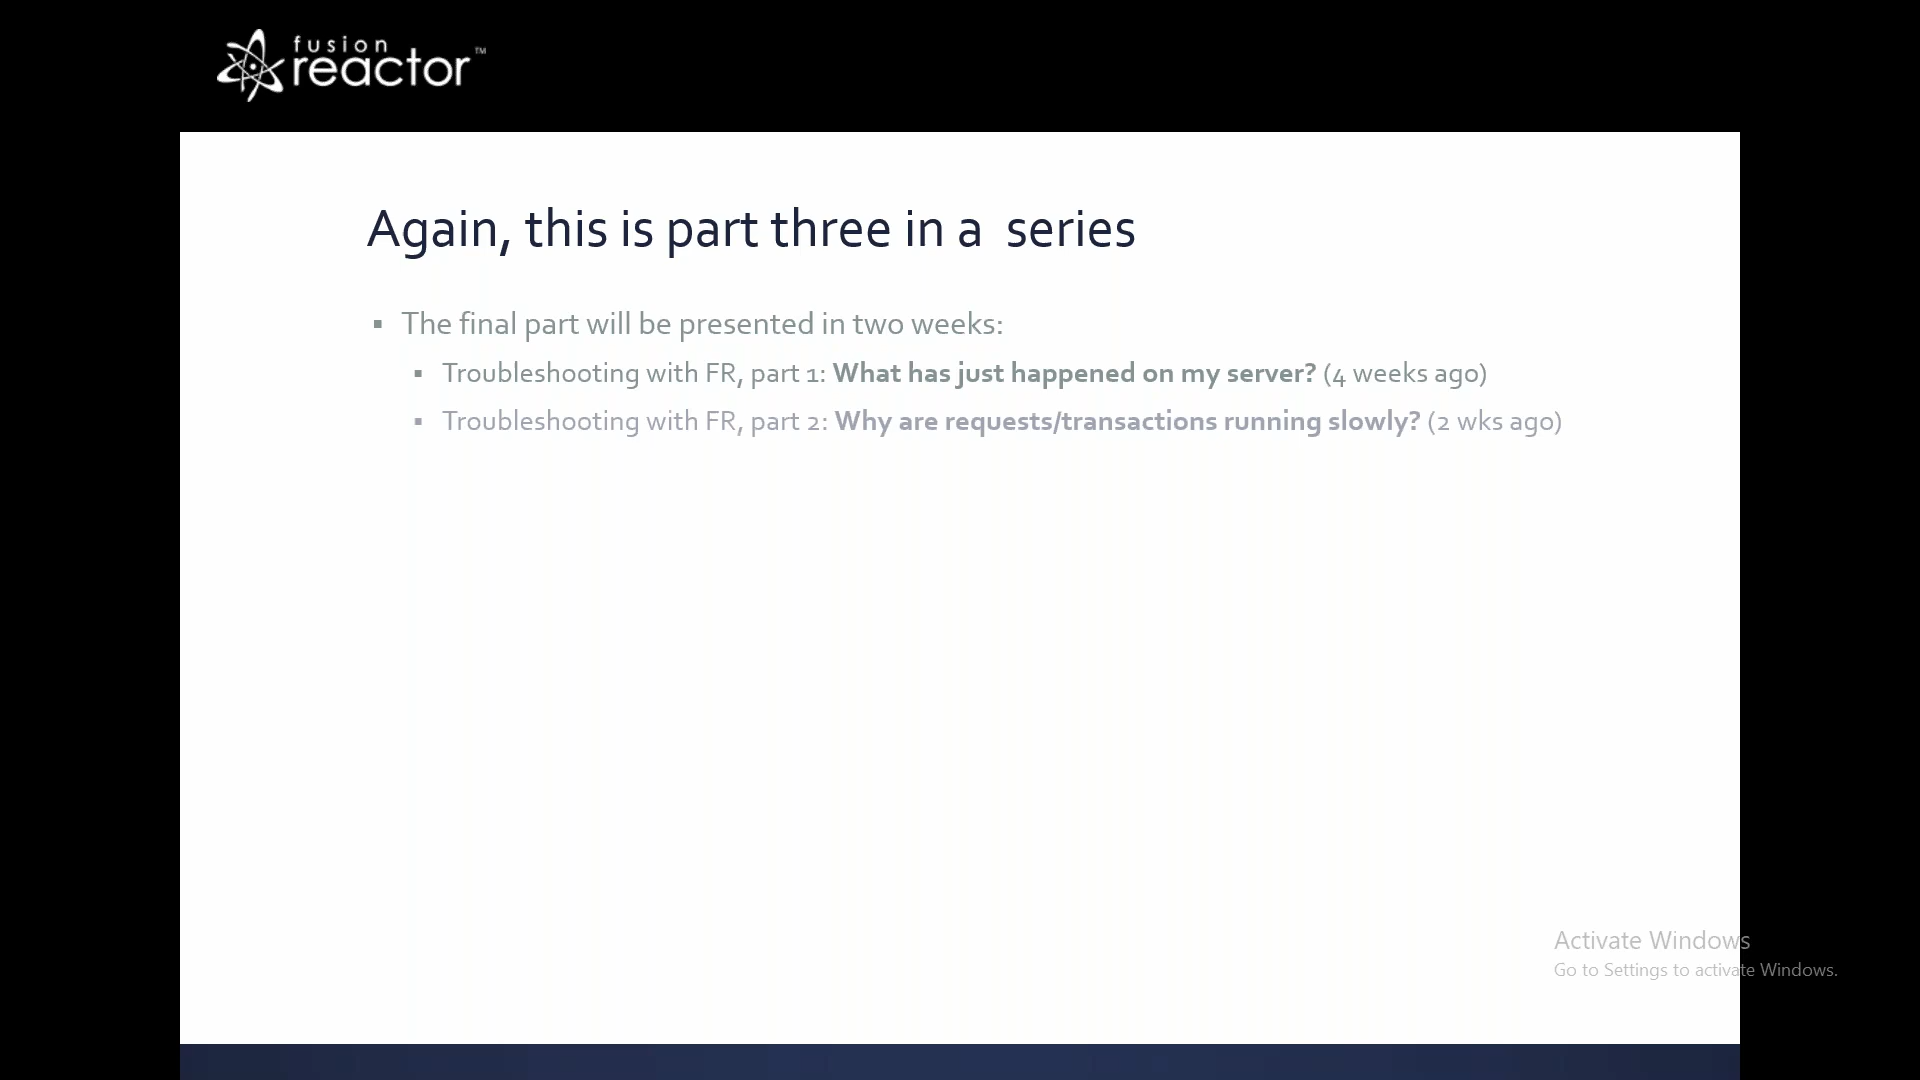 fusion
reactor™
Again, this is part three in a  series
▪ The final part will be presented in two weeks:
▪ Troubleshooting with FR, part 1: What has just happened on my server? (4 weeks ago)
▪ Troubleshooting with FR, part 2: Why are requests/transactions running slowly? (2 wks ago)
Activate Windows
Go to Settings to activate Windows.